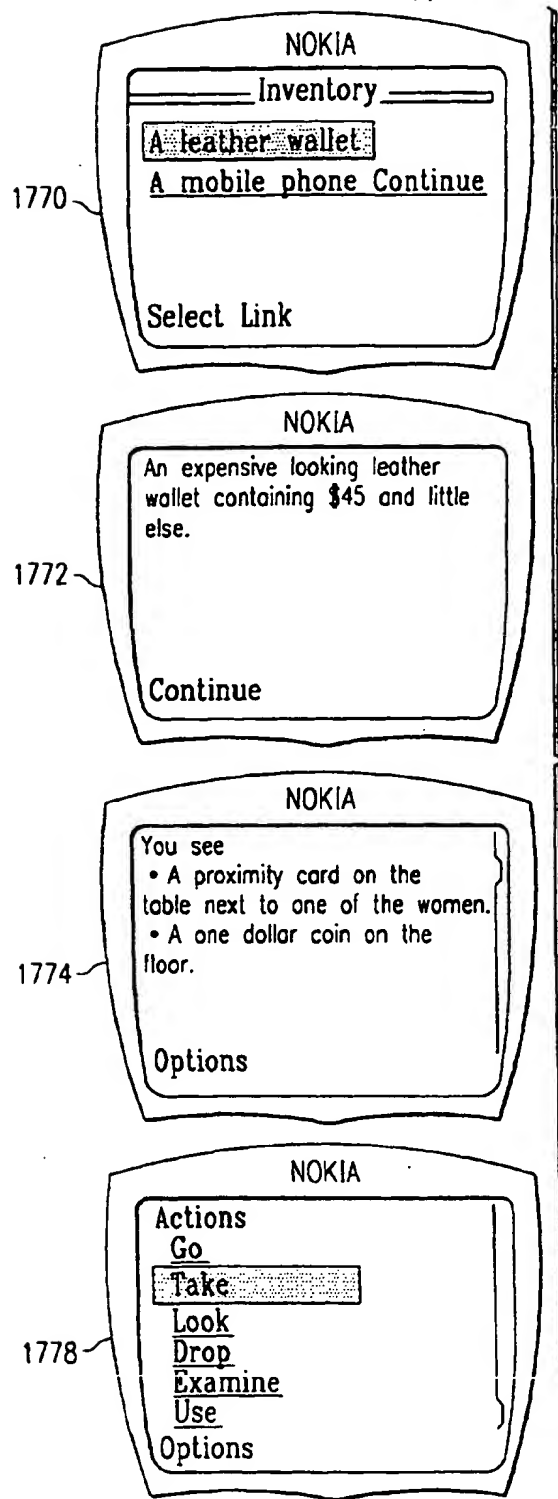 NOKIA
Inventory
A leather wallet
A mobile phone Continue
1770
Select Link
NOKIA
An expensive looking leather
wallet containing $45 and little
else.
1772
Continue
NOKIA
You see
• A proximity card on the
table next to one of the women.
• A one dollar coin on the
floor.
1774
Options
NOKIA
Actions
Go
Take
Look
Drop
1778
Examine
Use
Options